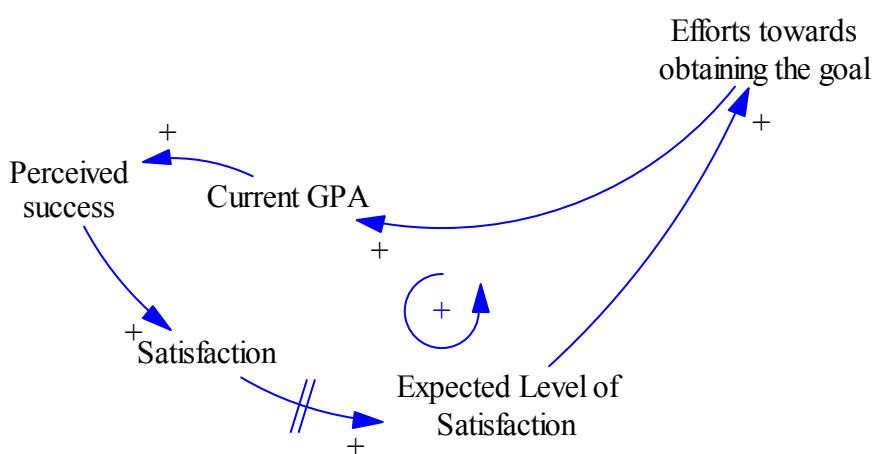 Efforts towards
obtaining the goal
+
+
Perceived
success
Current GPA
+
+
+
Satisfaction
Expected Level of
Satisfaction
+